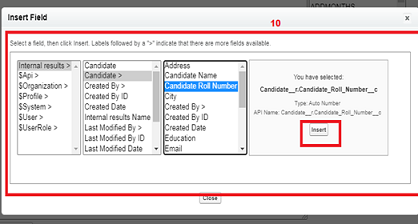 ADDMONTHS
Insert Field
x
10
Select a field, then click Insert. Labels followed by a ">" indicate that there are more fields available.
Internal results >
$Api >
$Organization >
$Profile >
$System >
$User >
$UserRole >
Candidate
Candidate >
Created By >
Created By ID
Created Date
Internal results Name
Last Modified By >
Last Modified By ID
Last Modified Date
Address
Candidate Name
Candidate Roll Number
City
Created By >
Created By ID
Created Date
Education
Email
You have selected:
Candidate__r.Candidate_Roll_Number__c
Type: Auto Number
API Name: Candidate__r.Candidate_Roll_Number__c
Insert
Close